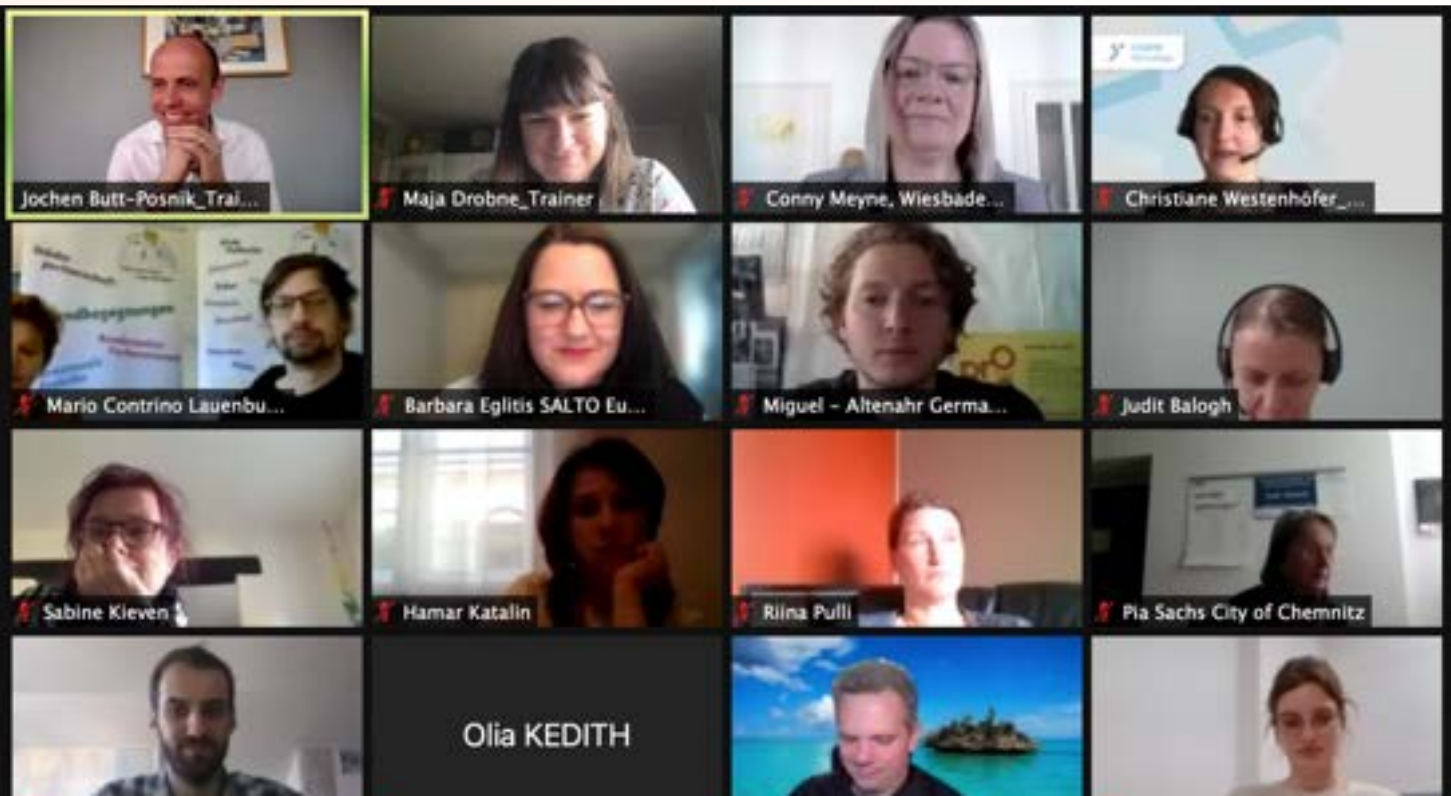 Jochen Butt-Posnik_Trai...
Maja Drobne_Trainer
Conny Meyne, Wiesbade...
Christiane Westenhöfer_...
Mario Contrino Lauenbu...
Barbara Eglitis SALTO Eu...
Miguel - Altenahr Germa...
Judit Balogh
Sabine Kieven
Hamar Katalin
Riina Pulli
Pia Sachs City of Chemnitz
Olia KEDITH